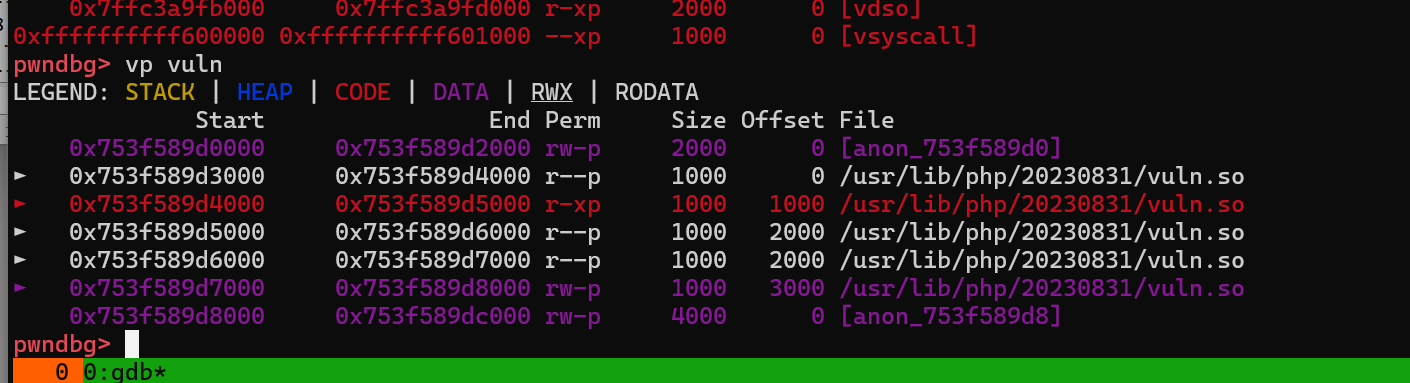 0x7ffc3a9fb000 0x7ffc3a9fd000 r-xp 2000 0 [vdso]
0xffffffffff600000 0xffffffffff601000 --xp 1000 0 [vsyscall]
pwndbg> vp vuln
LEGEND: STACK | HEAP | CODE | DATA | RWX | RODATA
Start End Perm Size Offset File
0x753f589d0000 0x753f589d2000 rw-p 2000 0 [anon_753f589d0]
► 0x753f589d3000 0x753f589d4000 r--p 1000 0 /usr/lib/php/20230831/vuln.so
► 0x753f589d4000 0x753f589d5000 r-xp 1000 1000 /usr/lib/php/20230831/vuln.so
► 0x753f589d5000 0x753f589d6000 r--p 1000 2000 /usr/lib/php/20230831/vuln.so
► 0x753f589d6000 0x753f589d7000 r--p 1000 2000 /usr/lib/php/20230831/vuln.so
► 0x753f589d7000 0x753f589d8000 rw-p 1000 3000 /usr/lib/php/20230831/vuln.so
0x753f589d8000 0x753f589dc000 rw-p 4000 0 [anon_753f589d8]
pwndbg>
0 0:gdb*